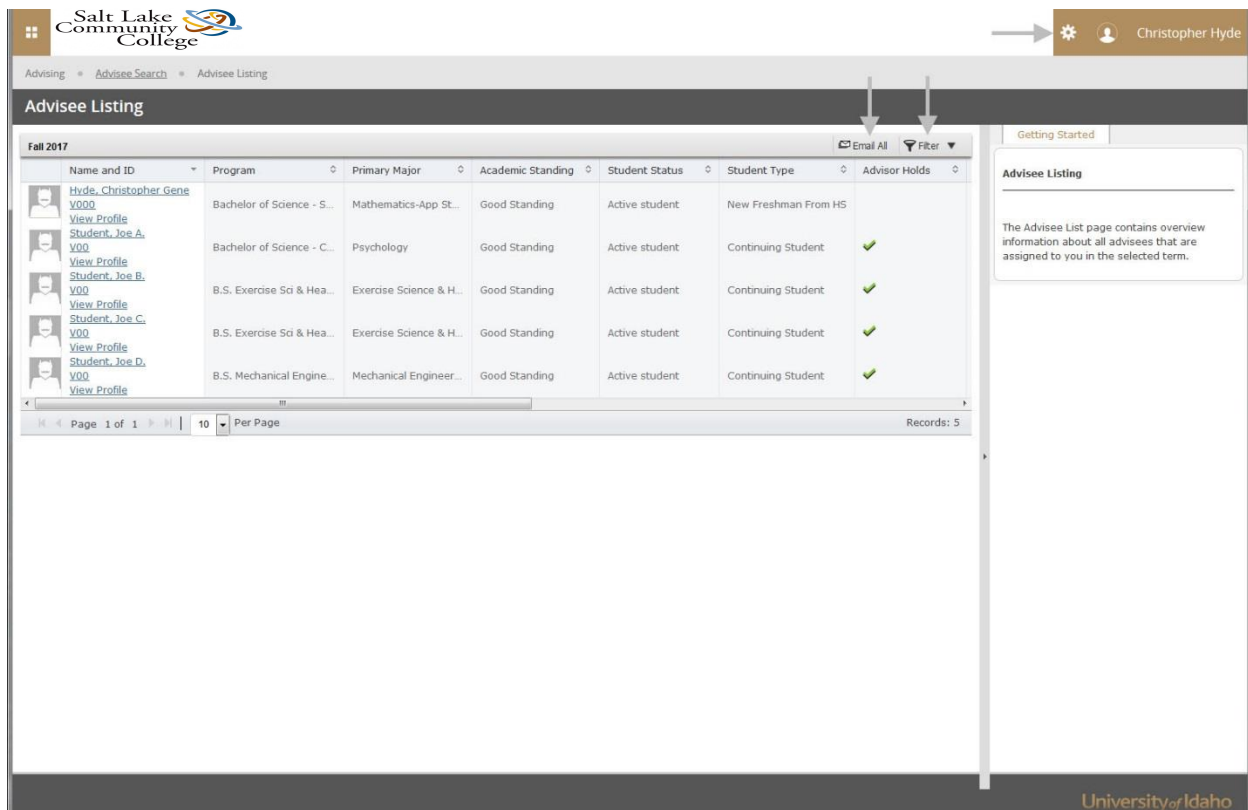 Salt Lake
Community
College
Christopher Hyde
Advising Advisee Search Advisee Listing
Advisee Listing
Fall 2017 Email All Filter
Name and ID Program Primary Major Academic Standing Student Status Student Type Advisor Holds
Hyde, Christopher Gene
V000 Bachelor of Science - S... Mathematics-App St... Good Standing Active student New Freshman From HS
View Profile
Student, Joe A.
V00 Bachelor of Science - C... Psychology Good Standing Active student Continuing Student
View Profile
Student, Joe B.
V00 B.S. Exercise Sci & Hea... Exercise Science & H... Good Standing Active student Continuing Student
View Profile
Student, Joe C.
V00 B.S. Exercise Sci & Hea... Exercise Science & H... Good Standing Active student Continuing Student
View Profile
Student, Joe D.
V00 B.S. Mechanical Engine... Mechanical Engineer... Good Standing Active student Continuing Student
View Profile
Page 1 of 1 10 Per Page Records: 5
Getting Started
Advisee Listing
The Advisee List page contains overview
information about all advisees that are
assigned to you in the selected term.
University of Idaho